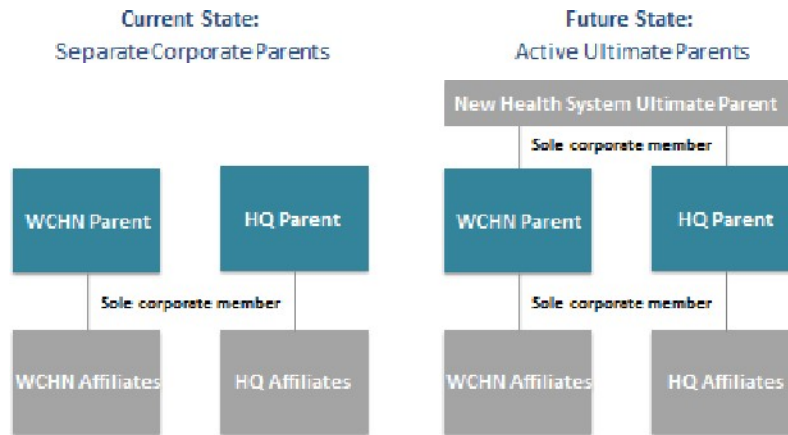 Current State:
Separate Corporate Parents
WCHN Parent
HQ Parent
Sole corporate member
WCHN Affiliates
HQ Affiliates
Future State:
Active Ultimate Parents
New Health System Ultimate Parent
Sole corporate member
WCHN Parent
HQ Parent
Sole corporate member
WCHN Affiliates
HQ Affiliates